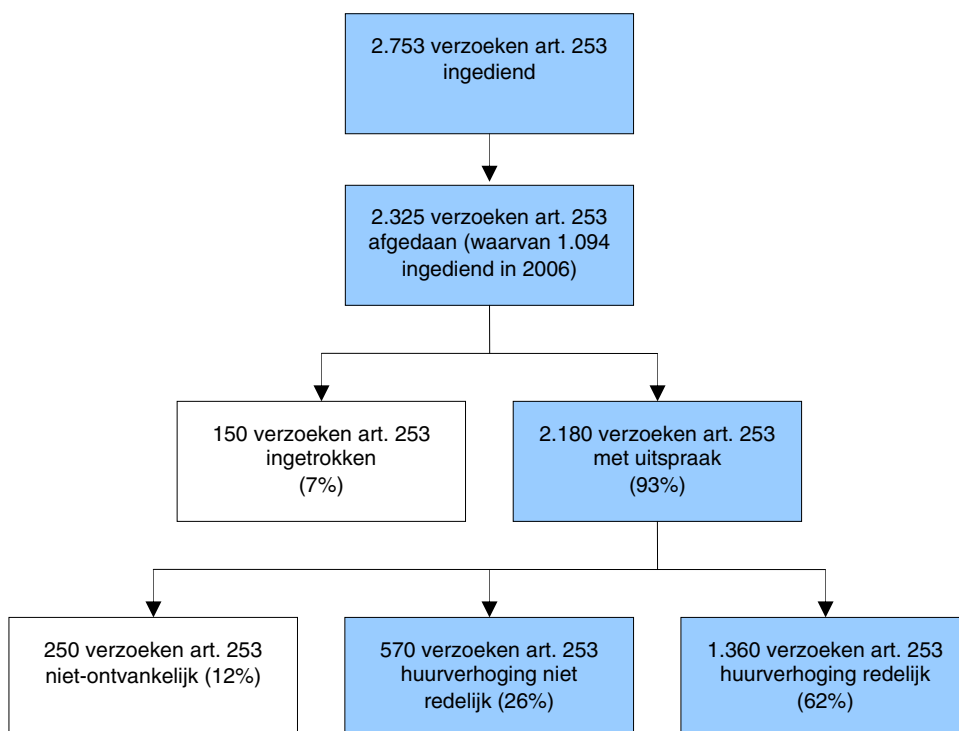 2.753 verzoeken art. 253
ingediend
2.325 verzoeken art. 253
afgedaan (waarvan 1.094
ingediend in 2006)
150 verzoeken art. 253
ingetrokken
(7%)
2.180 verzoeken art. 253
met uitspraak
(93%)
250 verzoeken art. 253
niet-ontvankelijk (12%)
570 verzoeken art. 253
huurverhoging niet
redelijk (26%)
1.360 verzoeken art. 253
huurverhoging redelijk
(62%)